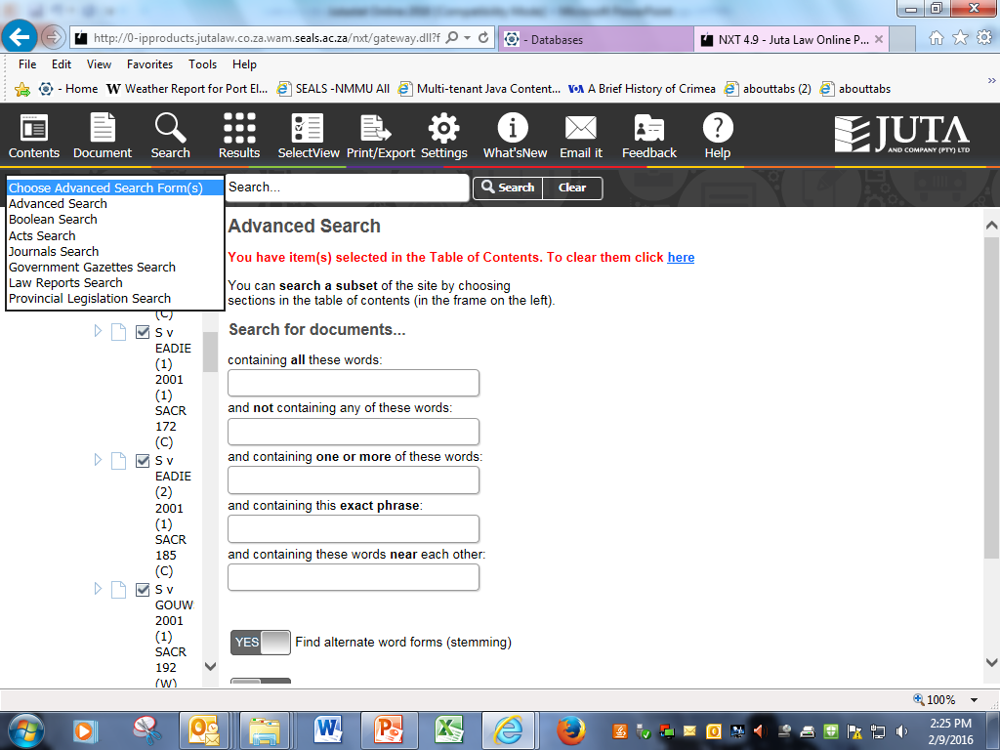 http://0-ipproducts.jutalaw.co.za.wam.seals.ac.za/nxt/gateway.dll?f
- Databases
NXT 4.9 - Juta Law Online P...
File Edit View Favorites Tools Help
- Home
W Weather Report for Port El...
SEALS -NMMU All
Multi-tenant Java Content...
VOA A Brief History of Crimea
abouttabs (2)
abouttabs
Contents Document Search Results SelectView Print/Export Settings What'sNew Email it Feedback Help
JUTA
AND COMPANY (PTY) LTD
Choose Advanced Search Form(s)
Advanced Search
Boolean Search
Acts Search
Journals Search
Government Gazettes Search
Law Reports Search
Provincial Legislation Search
Search...
Search Clear
(C)
S v
EADIE
(1)
2001
(1)
SACR
172
(C)
S v
EADIE
(2)
2001
(1)
SACR
185
(C)
S v
GOUW
2001
(1)
SACR
192
(W)
Advanced Search
You have item(s) selected in the Table of Contents. To clear them click here
You can search a subset of the site by choosing
sections in the table of contents (in the frame on the left).
Search for documents...
containing all these words:
and not containing any of these words:
and containing one or more of these words:
and containing this exact phrase:
and containing these words near each other:
YES Find alternate word forms (stemming)
100%
2:25 PM
2/9/2016